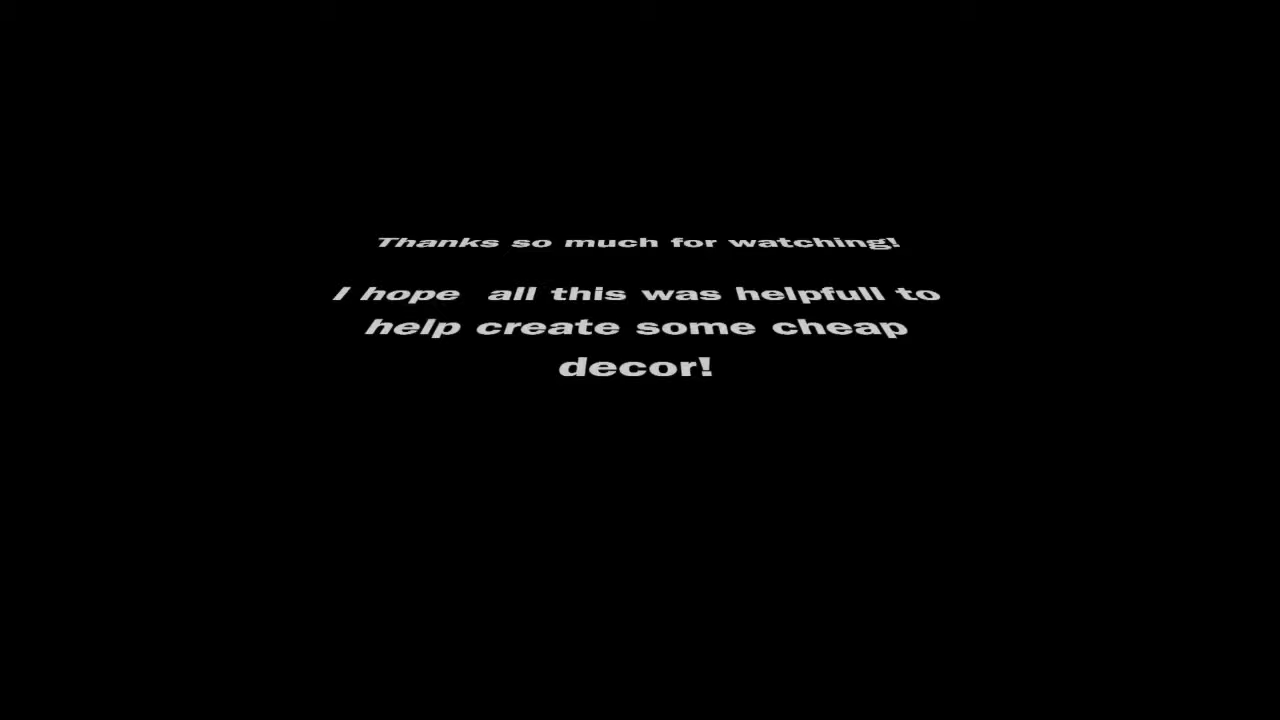 Thanks so much for watching!
I hope  all this was helpfull to
help create some cheap
decor!